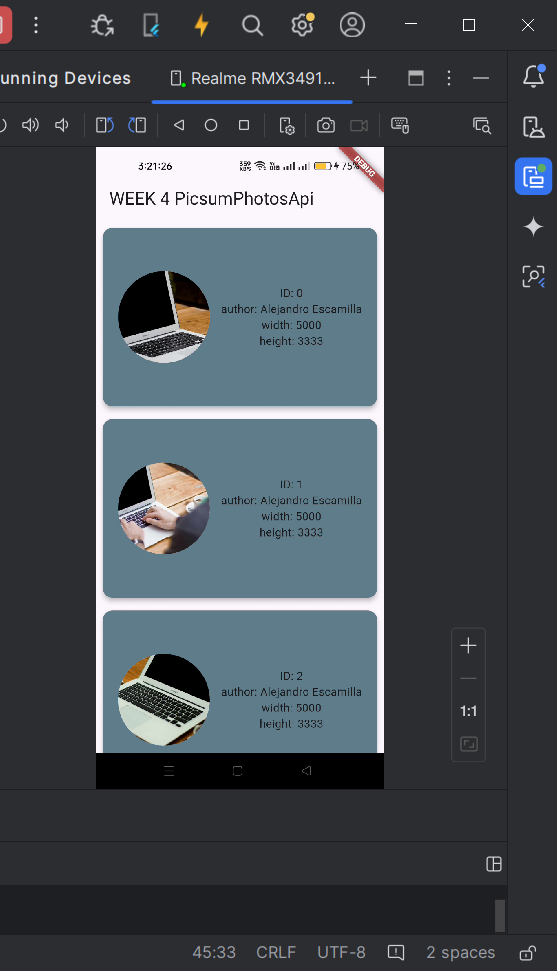 unning Devices
Realme RMX3491...
3:21:26
75%
DEBUG
WEEK 4 PicsumPhotosApi
ID: 0
author: Alejandro Escamilla
width: 5000
height: 3333
ID: 1
author: Alejandro Escamilla
width: 5000
height: 3333
ID: 2
author: Alejandro Escamilla
width: 5000
height: 3333
1:1
45:33 CRLF UTF-8 2 spaces